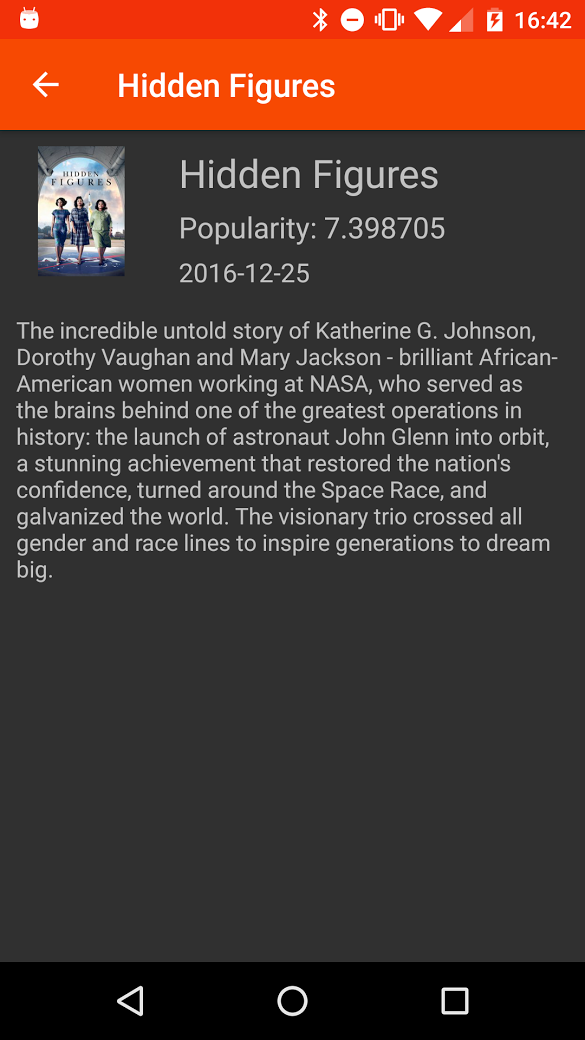 16:42
Hidden Figures
HIDDEN
FIGURES
Hidden Figures
Popularity: 7.398705
2016-12-25
The incredible untold story of Katherine G. Johnson,
Dorothy Vaughan and Mary Jackson - brilliant African-
American women working at NASA, who served as
the brains behind one of the greatest operations in
history: the launch of astronaut John Glenn into orbit,
a stunning achievement that restored the nation's
confidence, turned around the Space Race, and
galvanized the world. The visionary trio crossed all
gender and race lines to inspire generations to dream
big.